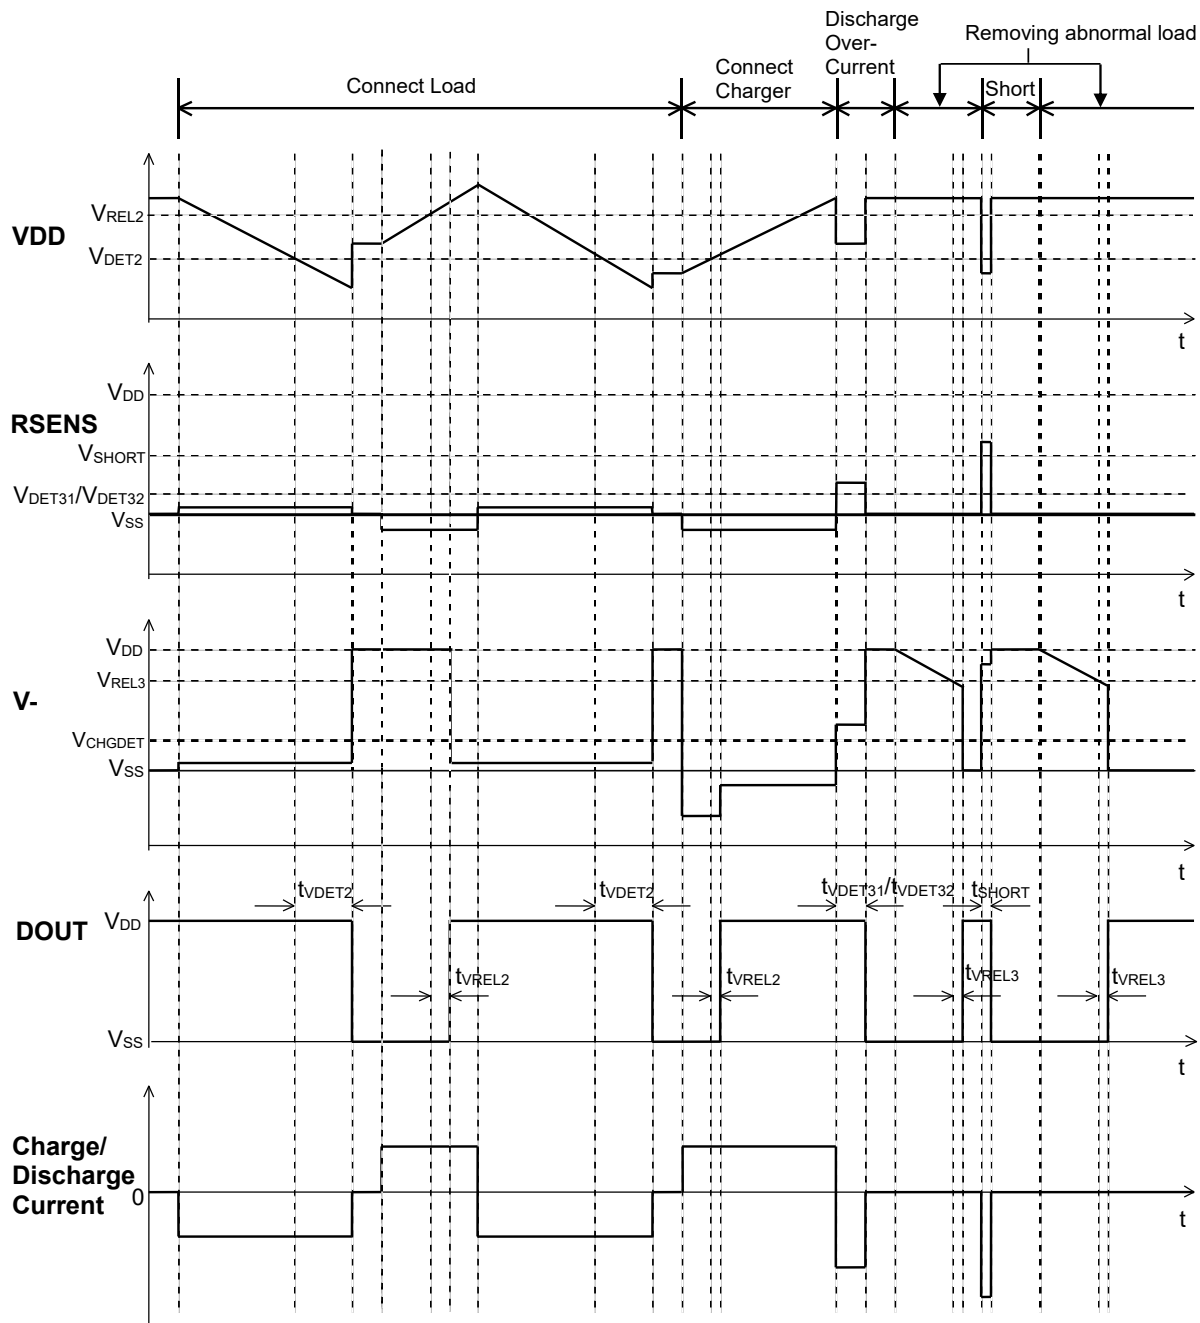 Discharge
Over-
Current
Removing abnormal load
Connect Load
Connect
Charger
Short
VREL2
VDD
VDET2
t
VDD
RSENS
VSHORT
VDET31/VDET32
VSS
t
VDD
VREL3
V-
VCHGDET
VSS
t
tVDET2
tVDET2
tVDET31/tVDET32
tSHORT
VDD
DOUT
tVREL2
tVREL2
tVREL3
tVREL3
VSS
t
Charge/
Discharge
Current
0
t